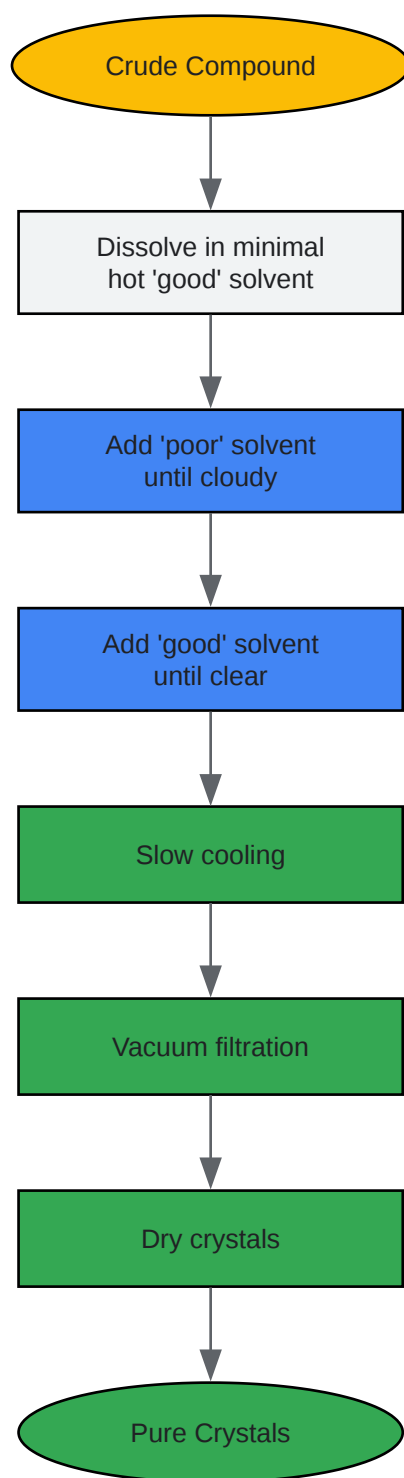 Crude Compound
Dissolve in minimal
hot 'good' solvent
Add 'poor' solvent
until cloudy
Add 'good' solvent
until clear
Slow cooling
Vacuum filtration
Dry crystals
Pure Crystals